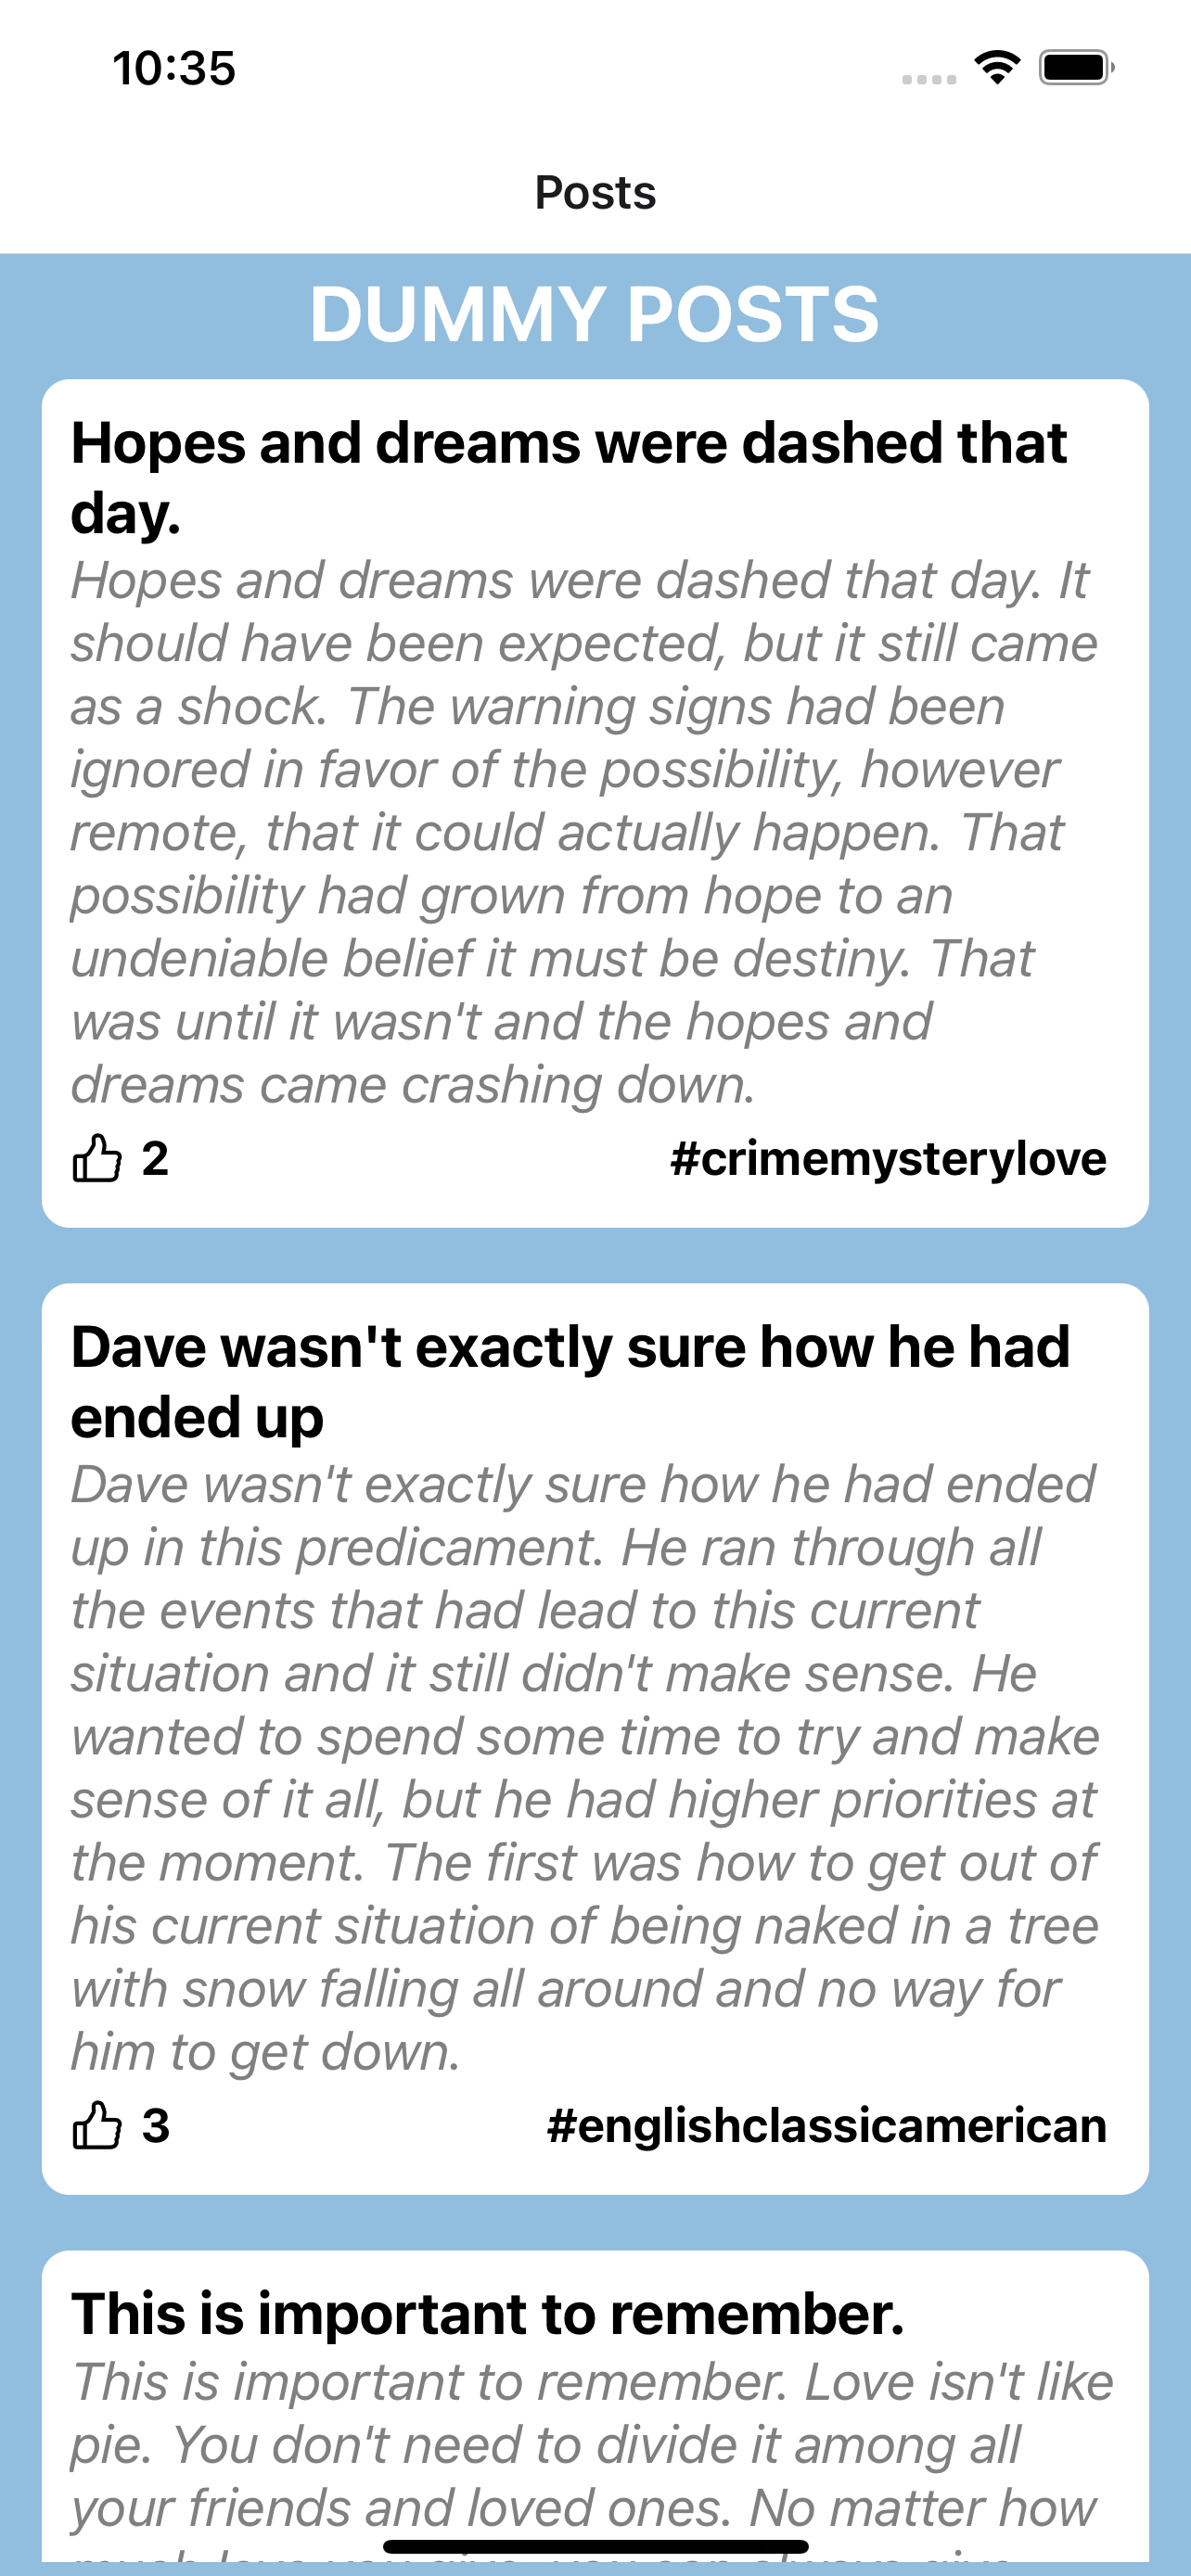 10:35
Posts
DUMMY POSTS
Hopes and dreams were dashed that
day.
Hopes and dreams were dashed that day. It
should have been expected, but it still came
as a shock. The warning signs had been
ignored in favor of the possibility, however
remote, that it could actually happen. That
possibility had grown from hope to an
undeniable belief it must be destiny. That
was until it wasn't and the hopes and
dreams came crashing down.
2 #crimemysterylove
Dave wasn't exactly sure how he had
ended up
Dave wasn't exactly sure how he had ended
up in this predicament. He ran through all
the events that had lead to this current
situation and it still didn't make sense. He
wanted to spend some time to try and make
sense of it all, but he had higher priorities at
the moment. The first was how to get out of
his current situation of being naked in a tree
with snow falling all around and no way for
him to get down.
3 #englishclassicamerican
This is important to remember.
This is important to remember. Love isn't like
pie. You don't need to divide it among all
your friends and loved ones. No matter how